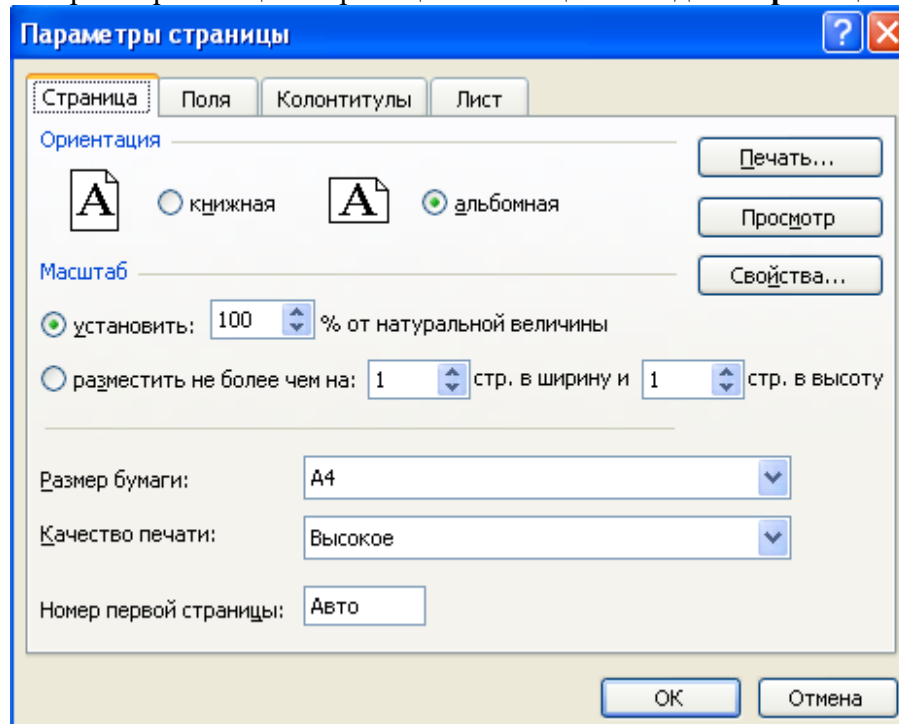 Параметры страницы
Страница Поля Колонтитулы Лист
Ориентация
Печать...
A книжная A альбомная
Просмотр
Масштаб
Свойства...
установить: 100 % от натуральной величины
разместить не более чем на: 1 стр. в ширину и 1 стр. в высоту
Размер бумаги: A4
Качество печати: Высокое
Номер первой страницы: Авто
ОК Отмена